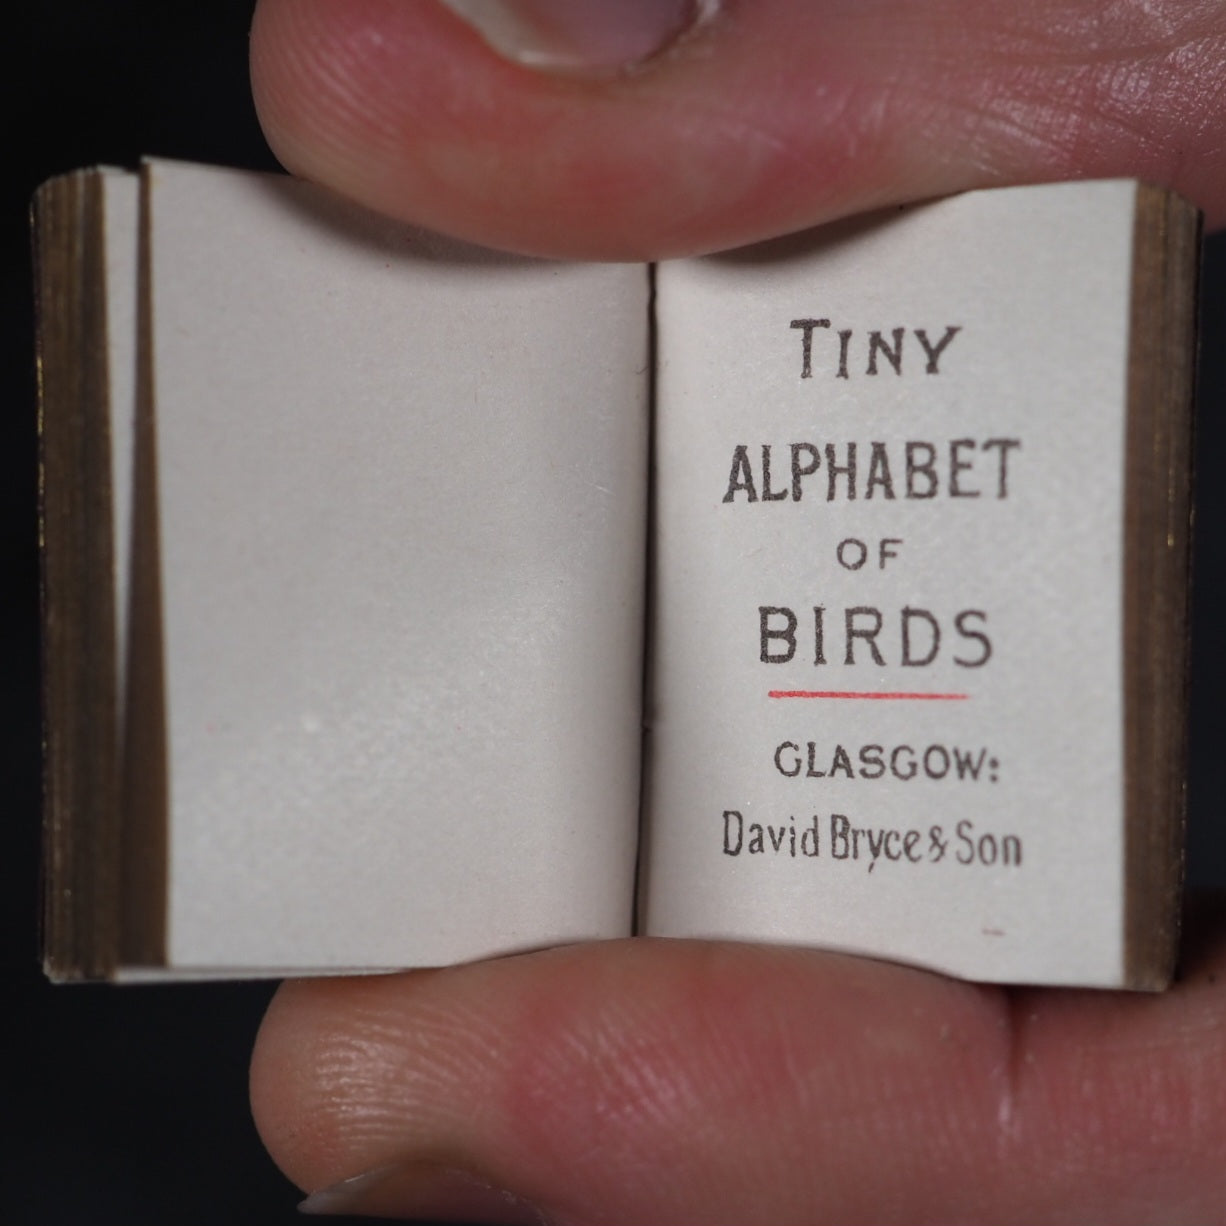 TINY
ALPHABET
OF
BIRDS
GLASGOW:
David Bryce & Son